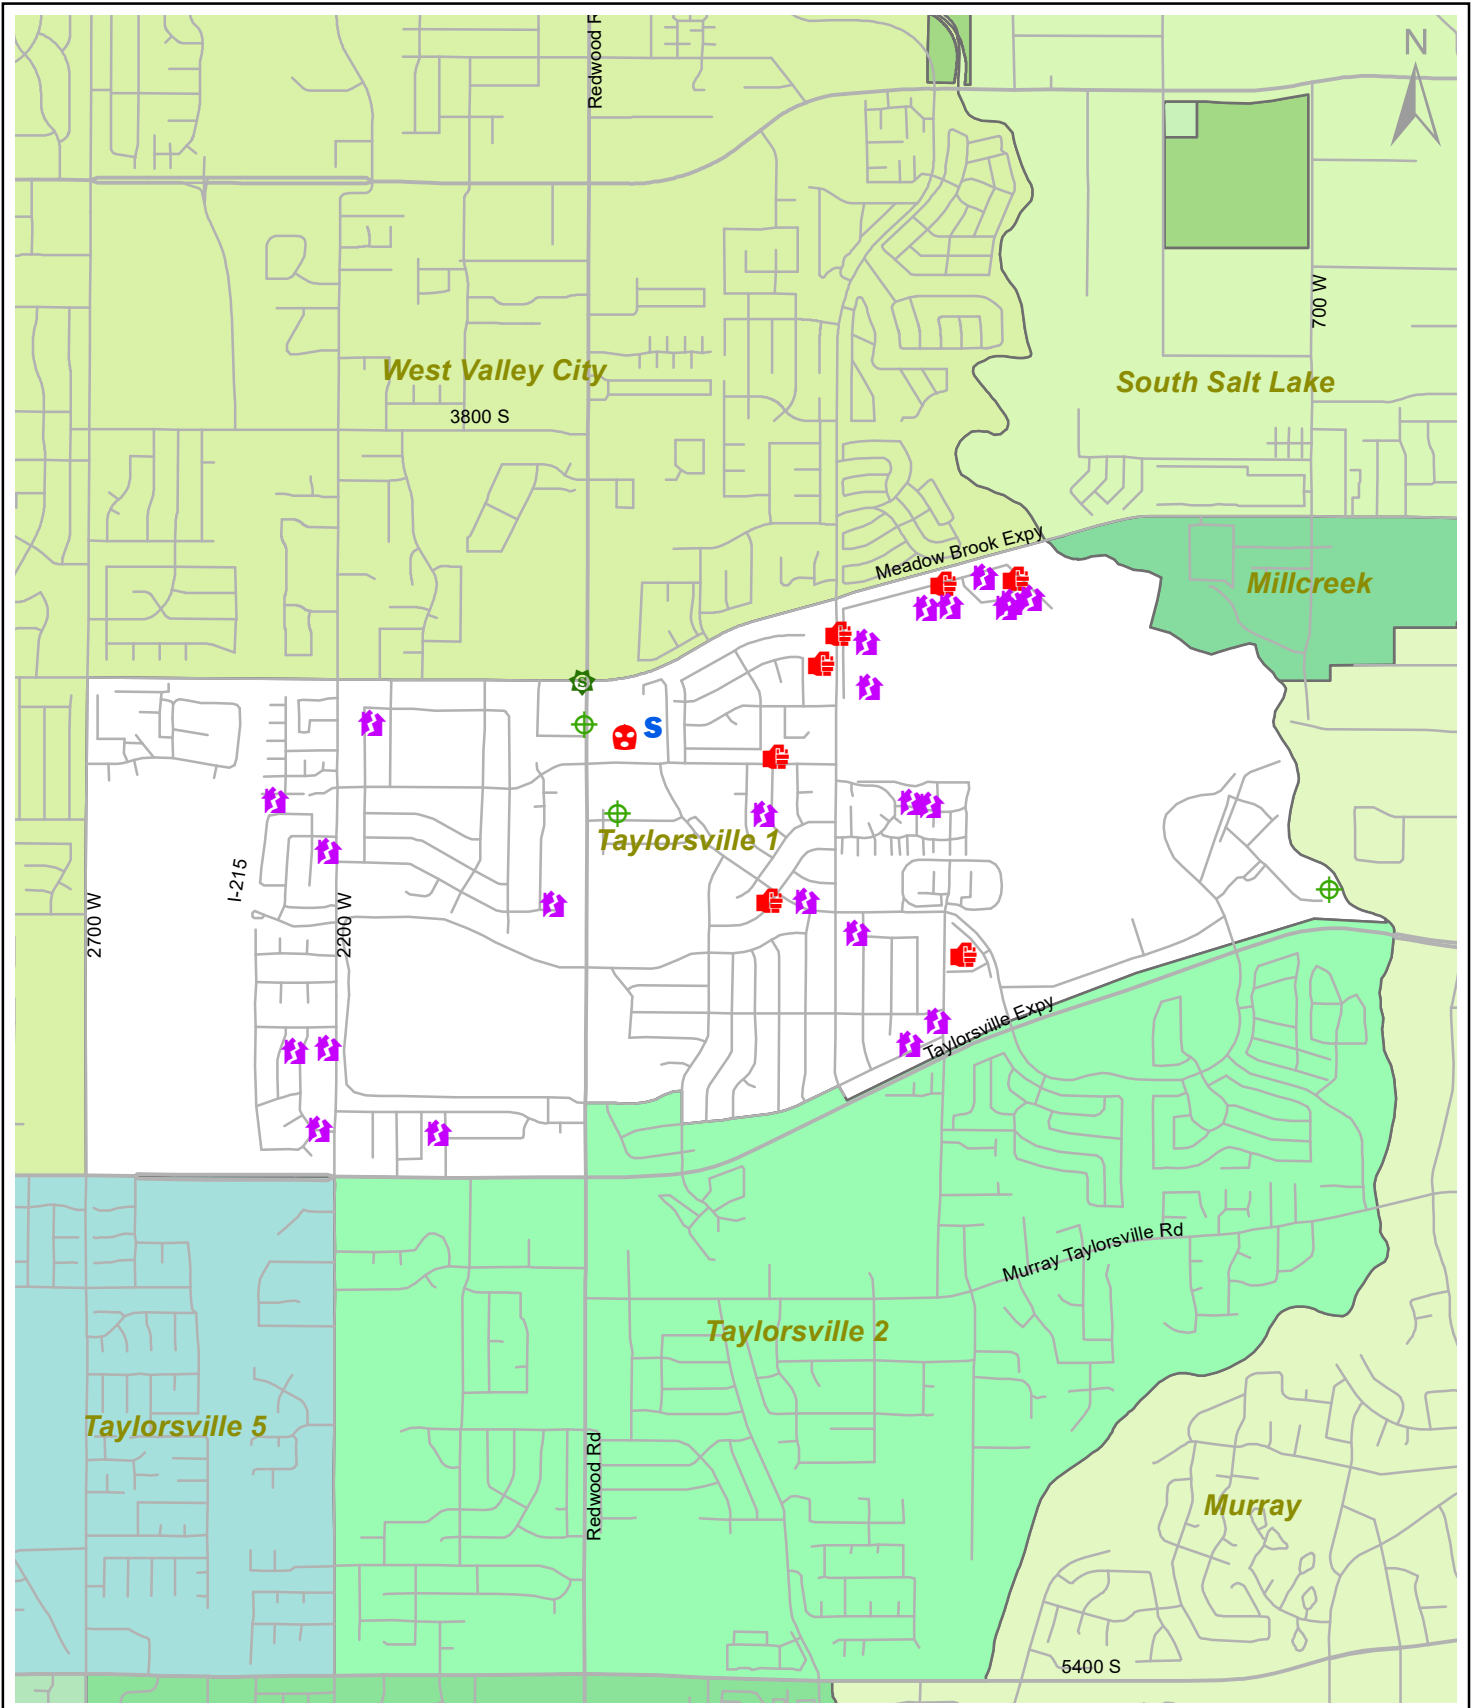 N
Redwood R
700 W
West Valley City
South Salt Lake
3800 S
Meadow Brook Expy
Millcreek
S
S
Taylorsville 1
I-215
2700 W
2200 W
Taylorsville Expy
Murray Taylorsville Rd
Taylorsville 2
Taylorsville 5
Redwood Rd
Murray
5400 S